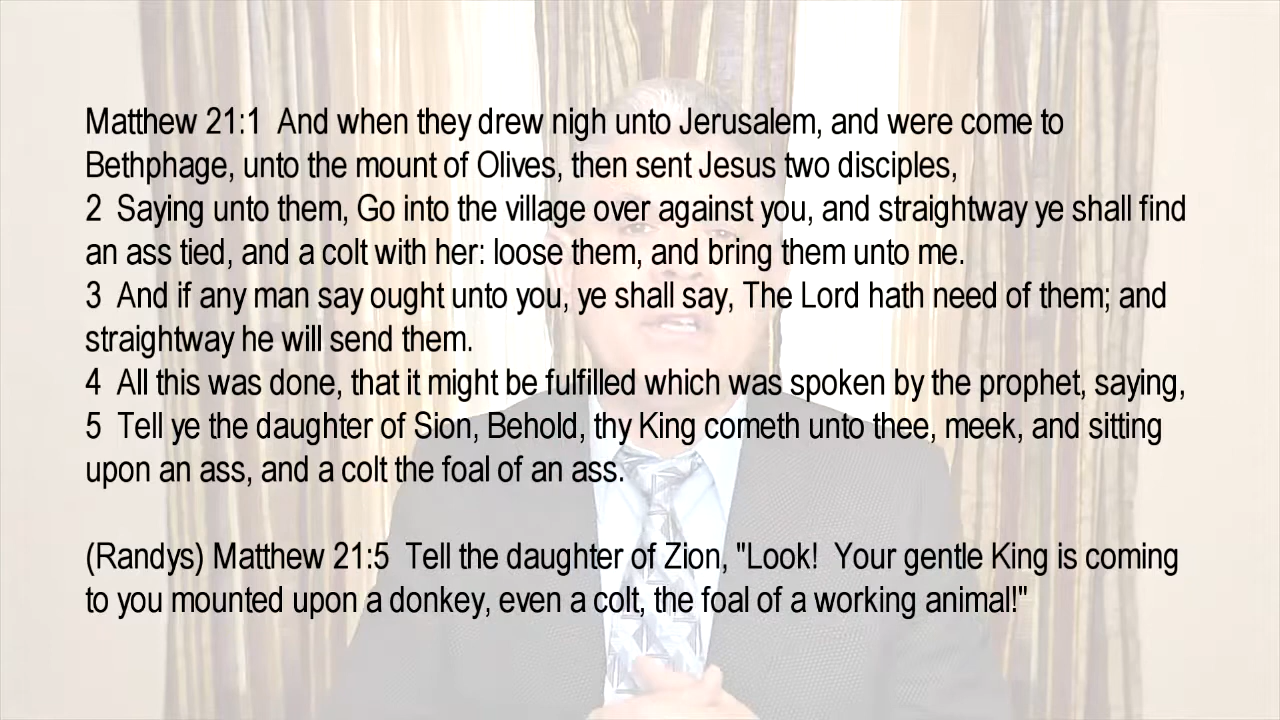 Matthew 21:1  And when they drew nigh unto Jerusalem, and were come to
Bethphage, unto the mount of Olives, then sent Jesus two disciples,
2  Saying unto them, Go into the village over against you, and straightway ye shall find
an ass tied, and a colt with her: loose them, and bring them unto me.
3  And if any man say ought unto you, ye shall say, The Lord hath need of them; and
straightway he will send them.
4  All this was done, that it might be fulfilled which was spoken by the prophet, saying,
5  Tell ye the daughter of Sion, Behold, thy King cometh unto thee, meek, and sitting
upon an ass, and a colt the foal of an ass.
(Randys) Matthew 21:5  Tell the daughter of Zion, "Look!  Your gentle King is coming
to you mounted upon a donkey, even a colt, the foal of a working animal!"